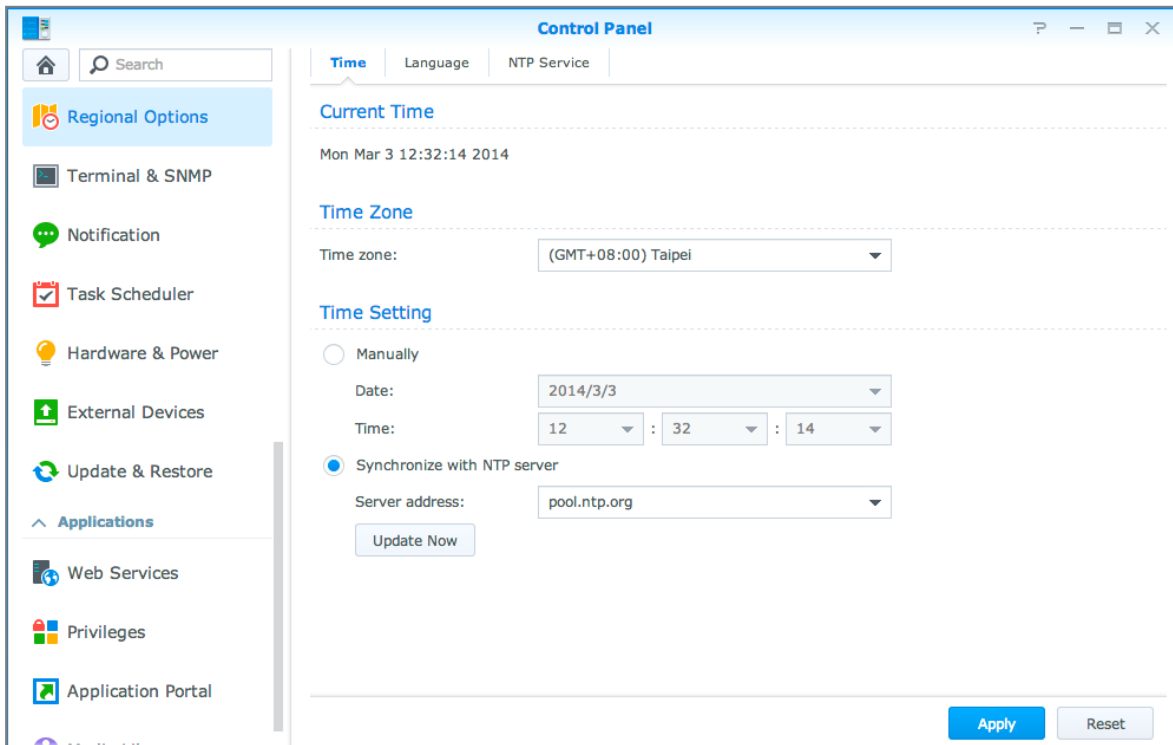 Control Panel
Search
Time Language NTP Service
Regional Options
Terminal & SNMP
Notification
Task Scheduler
Hardware & Power
External Devices
Update & Restore
Applications
Web Services
Privileges
Application Portal
Current Time
Mon Mar 3 12:32:14 2014
Time Zone
Time zone: (GMT+08:00) Taipei
Time Setting
Manually
Date: 2014/3/3
Time: 12 : 32 : 14
Synchronize with NTP server
Server address: pool.ntp.org
Update Now
Apply Reset